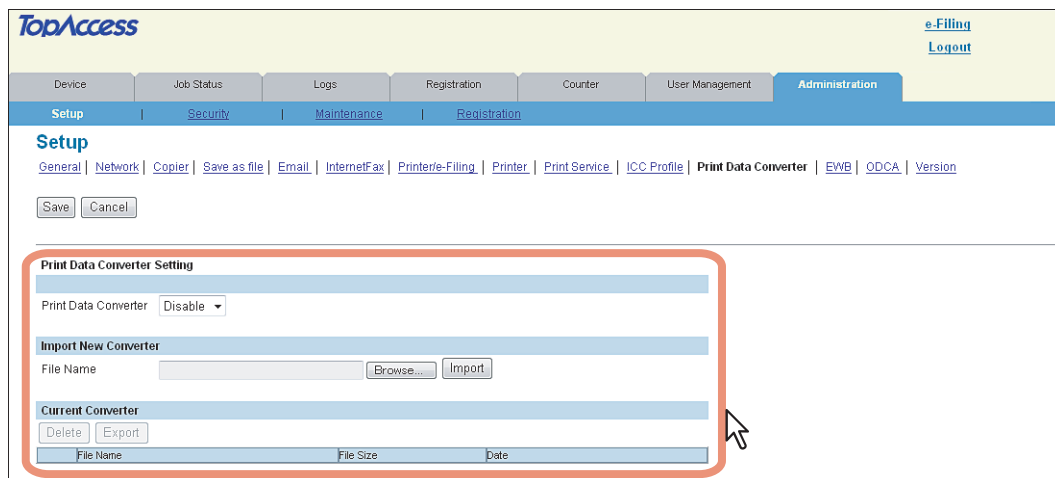 TopAccess
e-Filing
Logout
Device Job Status Logs Registration Counter User Management Administration
Setup | Security | Maintenance | Registration
Setup
General | Network | Copier | Save as file | Email | InternetFax | Printer/e-Filing | Printer | Print Service | ICC Profile | Print Data Converter | EWB | ODCA | Version
Save Cancel
Print Data Converter Setting
Print Data Converter Disable
Import New Converter
File Name Browse... Import
Current Converter
Delete Export
File Name File Size Date